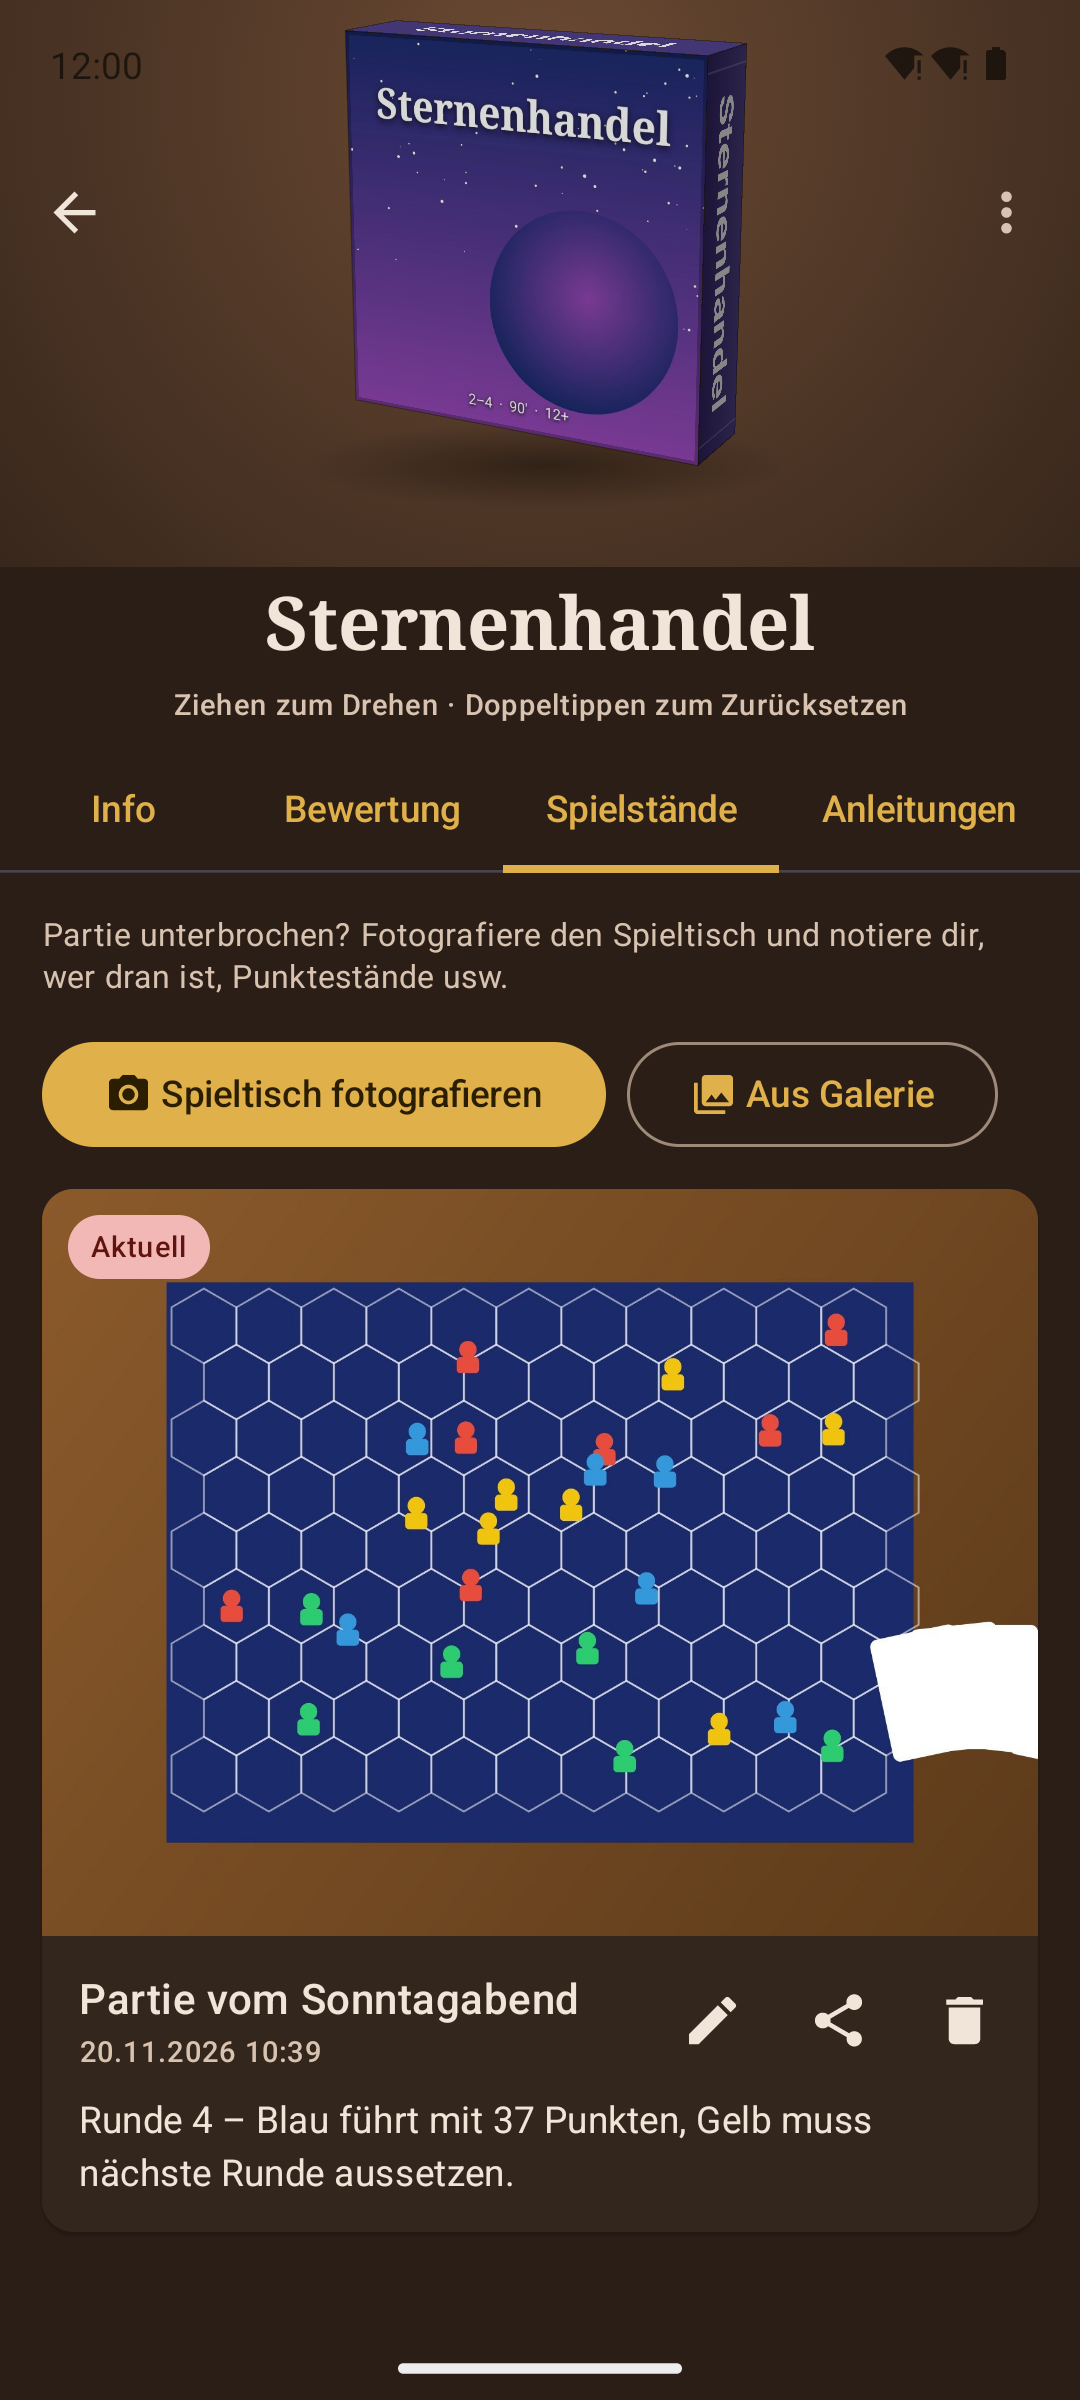 12:00
Sternenhandel
Sternenhandel
Sternenhandel
2–4 · 90' · 12+
Sternenhandel
Ziehen zum Drehen · Doppeltippen zum Zurücksetzen
Info
Bewertung
Spielstände
Anleitungen
Partie unterbrochen? Fotografiere den Spieltisch und notiere dir,
wer dran ist, Punktestände usw.
Spieltisch fotografieren
Aus Galerie
Aktuell
Partie vom Sonntagabend
20.11.2026 10:39
Runde 4 – Blau führt mit 37 Punkten, Gelb muss
nächste Runde aussetzen.